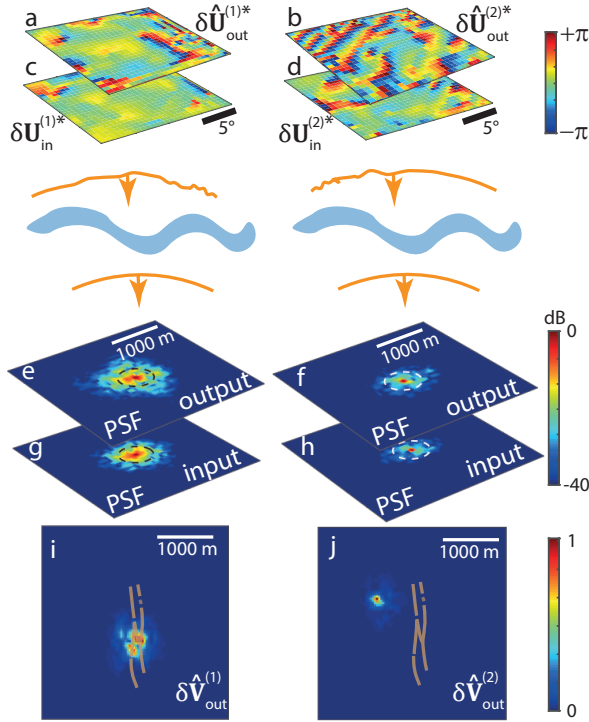 a
δÛ_out^(1)*
b
δÛ_out^(2)*
+π
c
d
δU_in^(1)*
5°
δU_in^(2)*
5°
−π
dB
0
1000 m
1000 m
e
output
f
output
PSF
PSF
g
input
h
input
PSF
PSF
-40
i
1000 m
j
1000 m
1
δV̂_out^(1)
δV̂_out^(2)
0